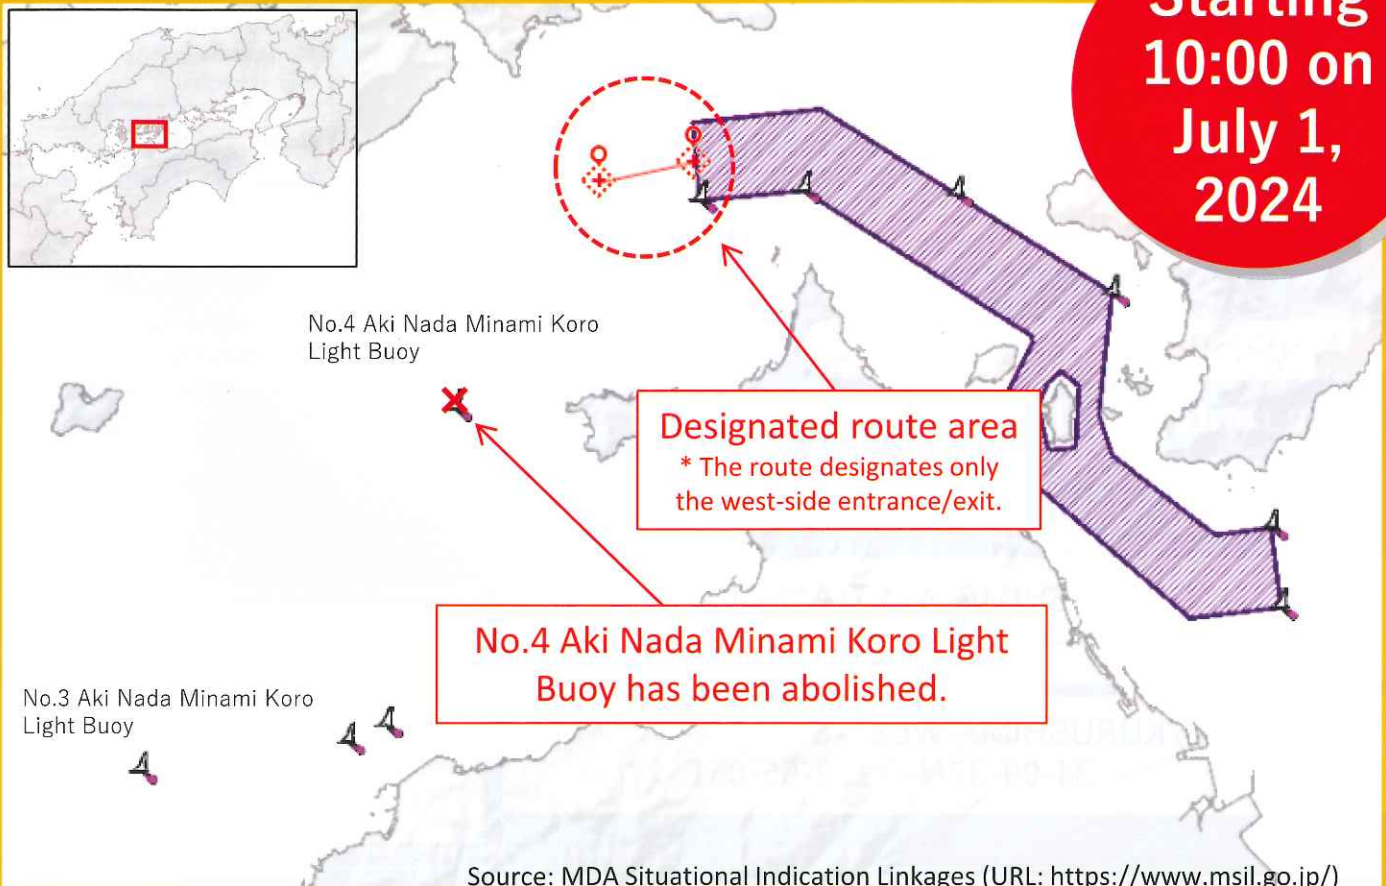 Starting
10:00 on
July 1,
2024
No.4 Aki Nada Minami Koro
Light Buoy
Designated route area
* The route designates only
the west-side entrance/exit.
No.4 Aki Nada Minami Koro Light
Buoy has been abolished.
No.3 Aki Nada Minami Koro
Light Buoy
Source: MDA Situational Indication Linkages (URL: https://www.msil.go.jp/)